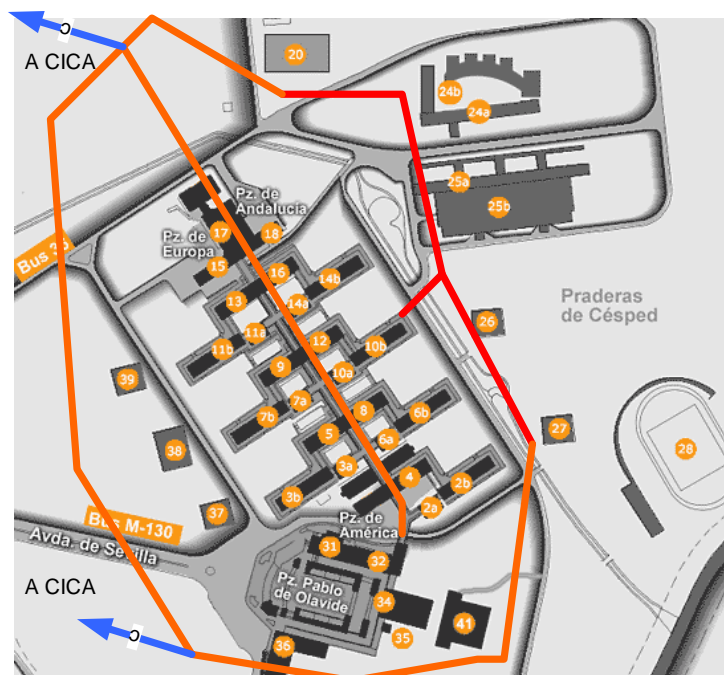 A CICA
20
24b
24a
25a
25b
Pz. de
Andalucía
17
18
Pz. de
Europa
Bus 38
15
16
14b
13
14a
26
Praderas
de Césped
11a
12
11b
10b
9
10a
39
7a
8
7b
6b
27
5
6a
38
28
3a
4
2b
3b
2a
37
Bus M-130
Pz. de
América
Avda. de Sevilla
31
32
Pz. Pablo
de Olavide
A CICA
34
41
35
36